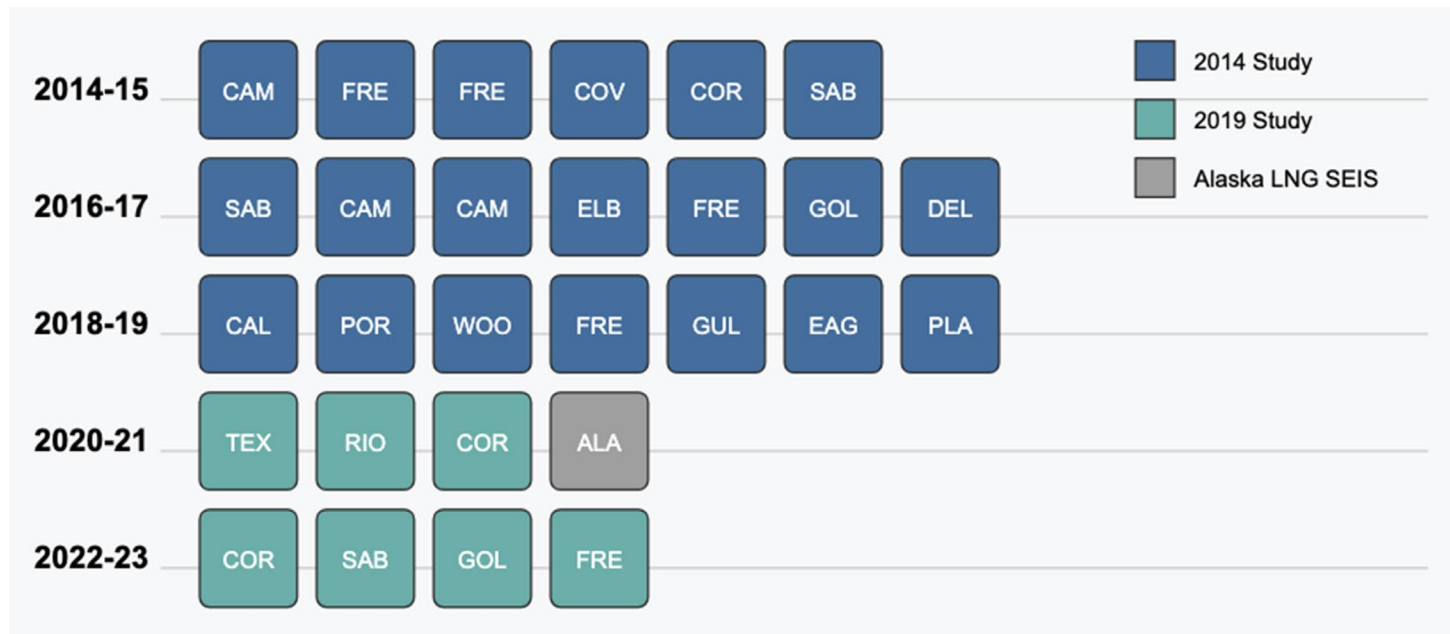 2014-15 CAM FRE FRE COV COR SAB
2014 Study
2019 Study
Alaska LNG SEIS
2016-17 SAB CAM CAM ELB FRE GOL DEL
2018-19 CAL POR WOO FRE GUL EAG PLA
2020-21 TEX RIO COR ALA
2022-23 COR SAB GOL FRE